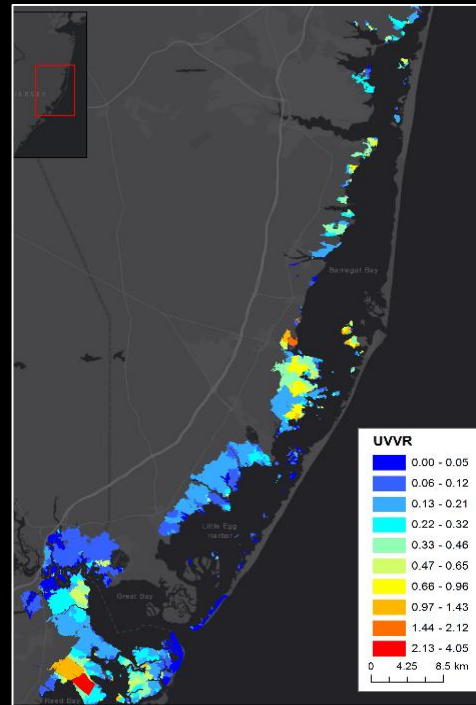 Barnegat Bay
Little Egg
Harbor
Great Bay
Reed Bay
UVVR
0.00 - 0.05
0.06 - 0.12
0.13 - 0.21
0.22 - 0.32
0.33 - 0.46
0.47 - 0.65
0.66 - 0.96
0.97 - 1.43
1.44 - 2.12
2.13 - 4.05
0 4.25 8.5 km